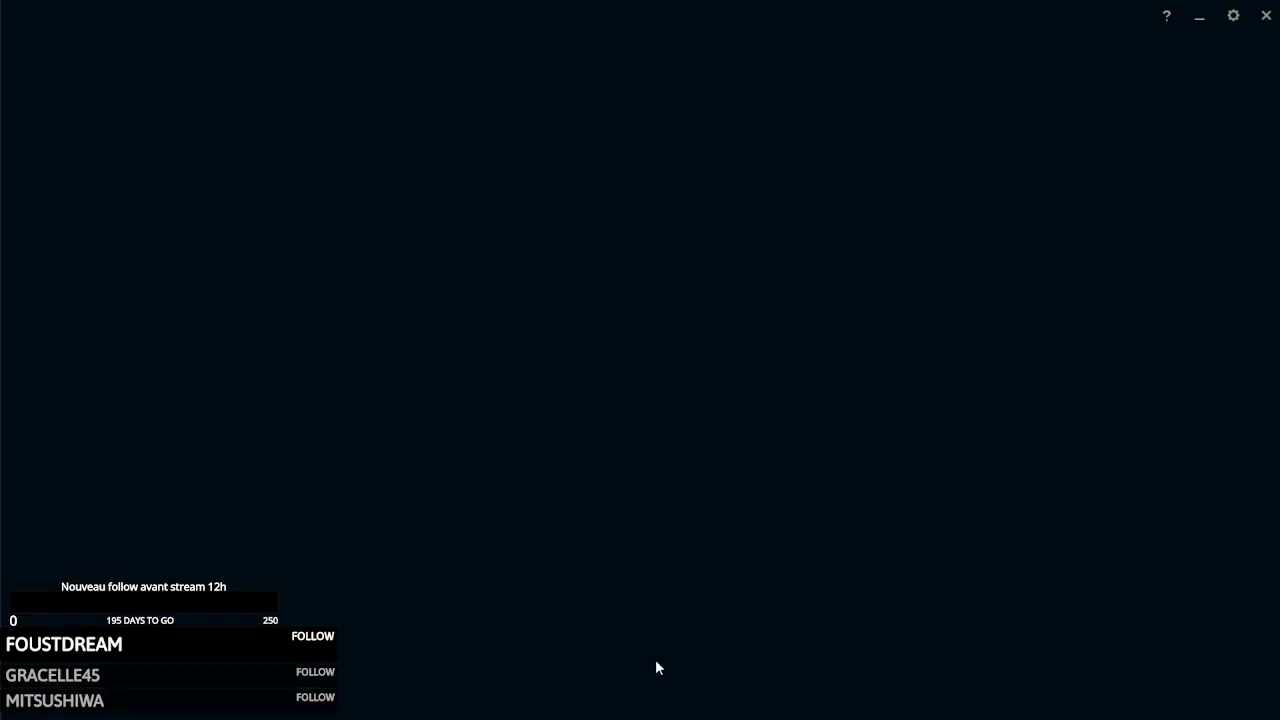 ?
Nouveau follow avant stream 12h
0 195 DAYS TO GO 250
FOUSTDREAM FOLLOW
GRACELLE45 FOLLOW
MITSUSHIWA FOLLOW